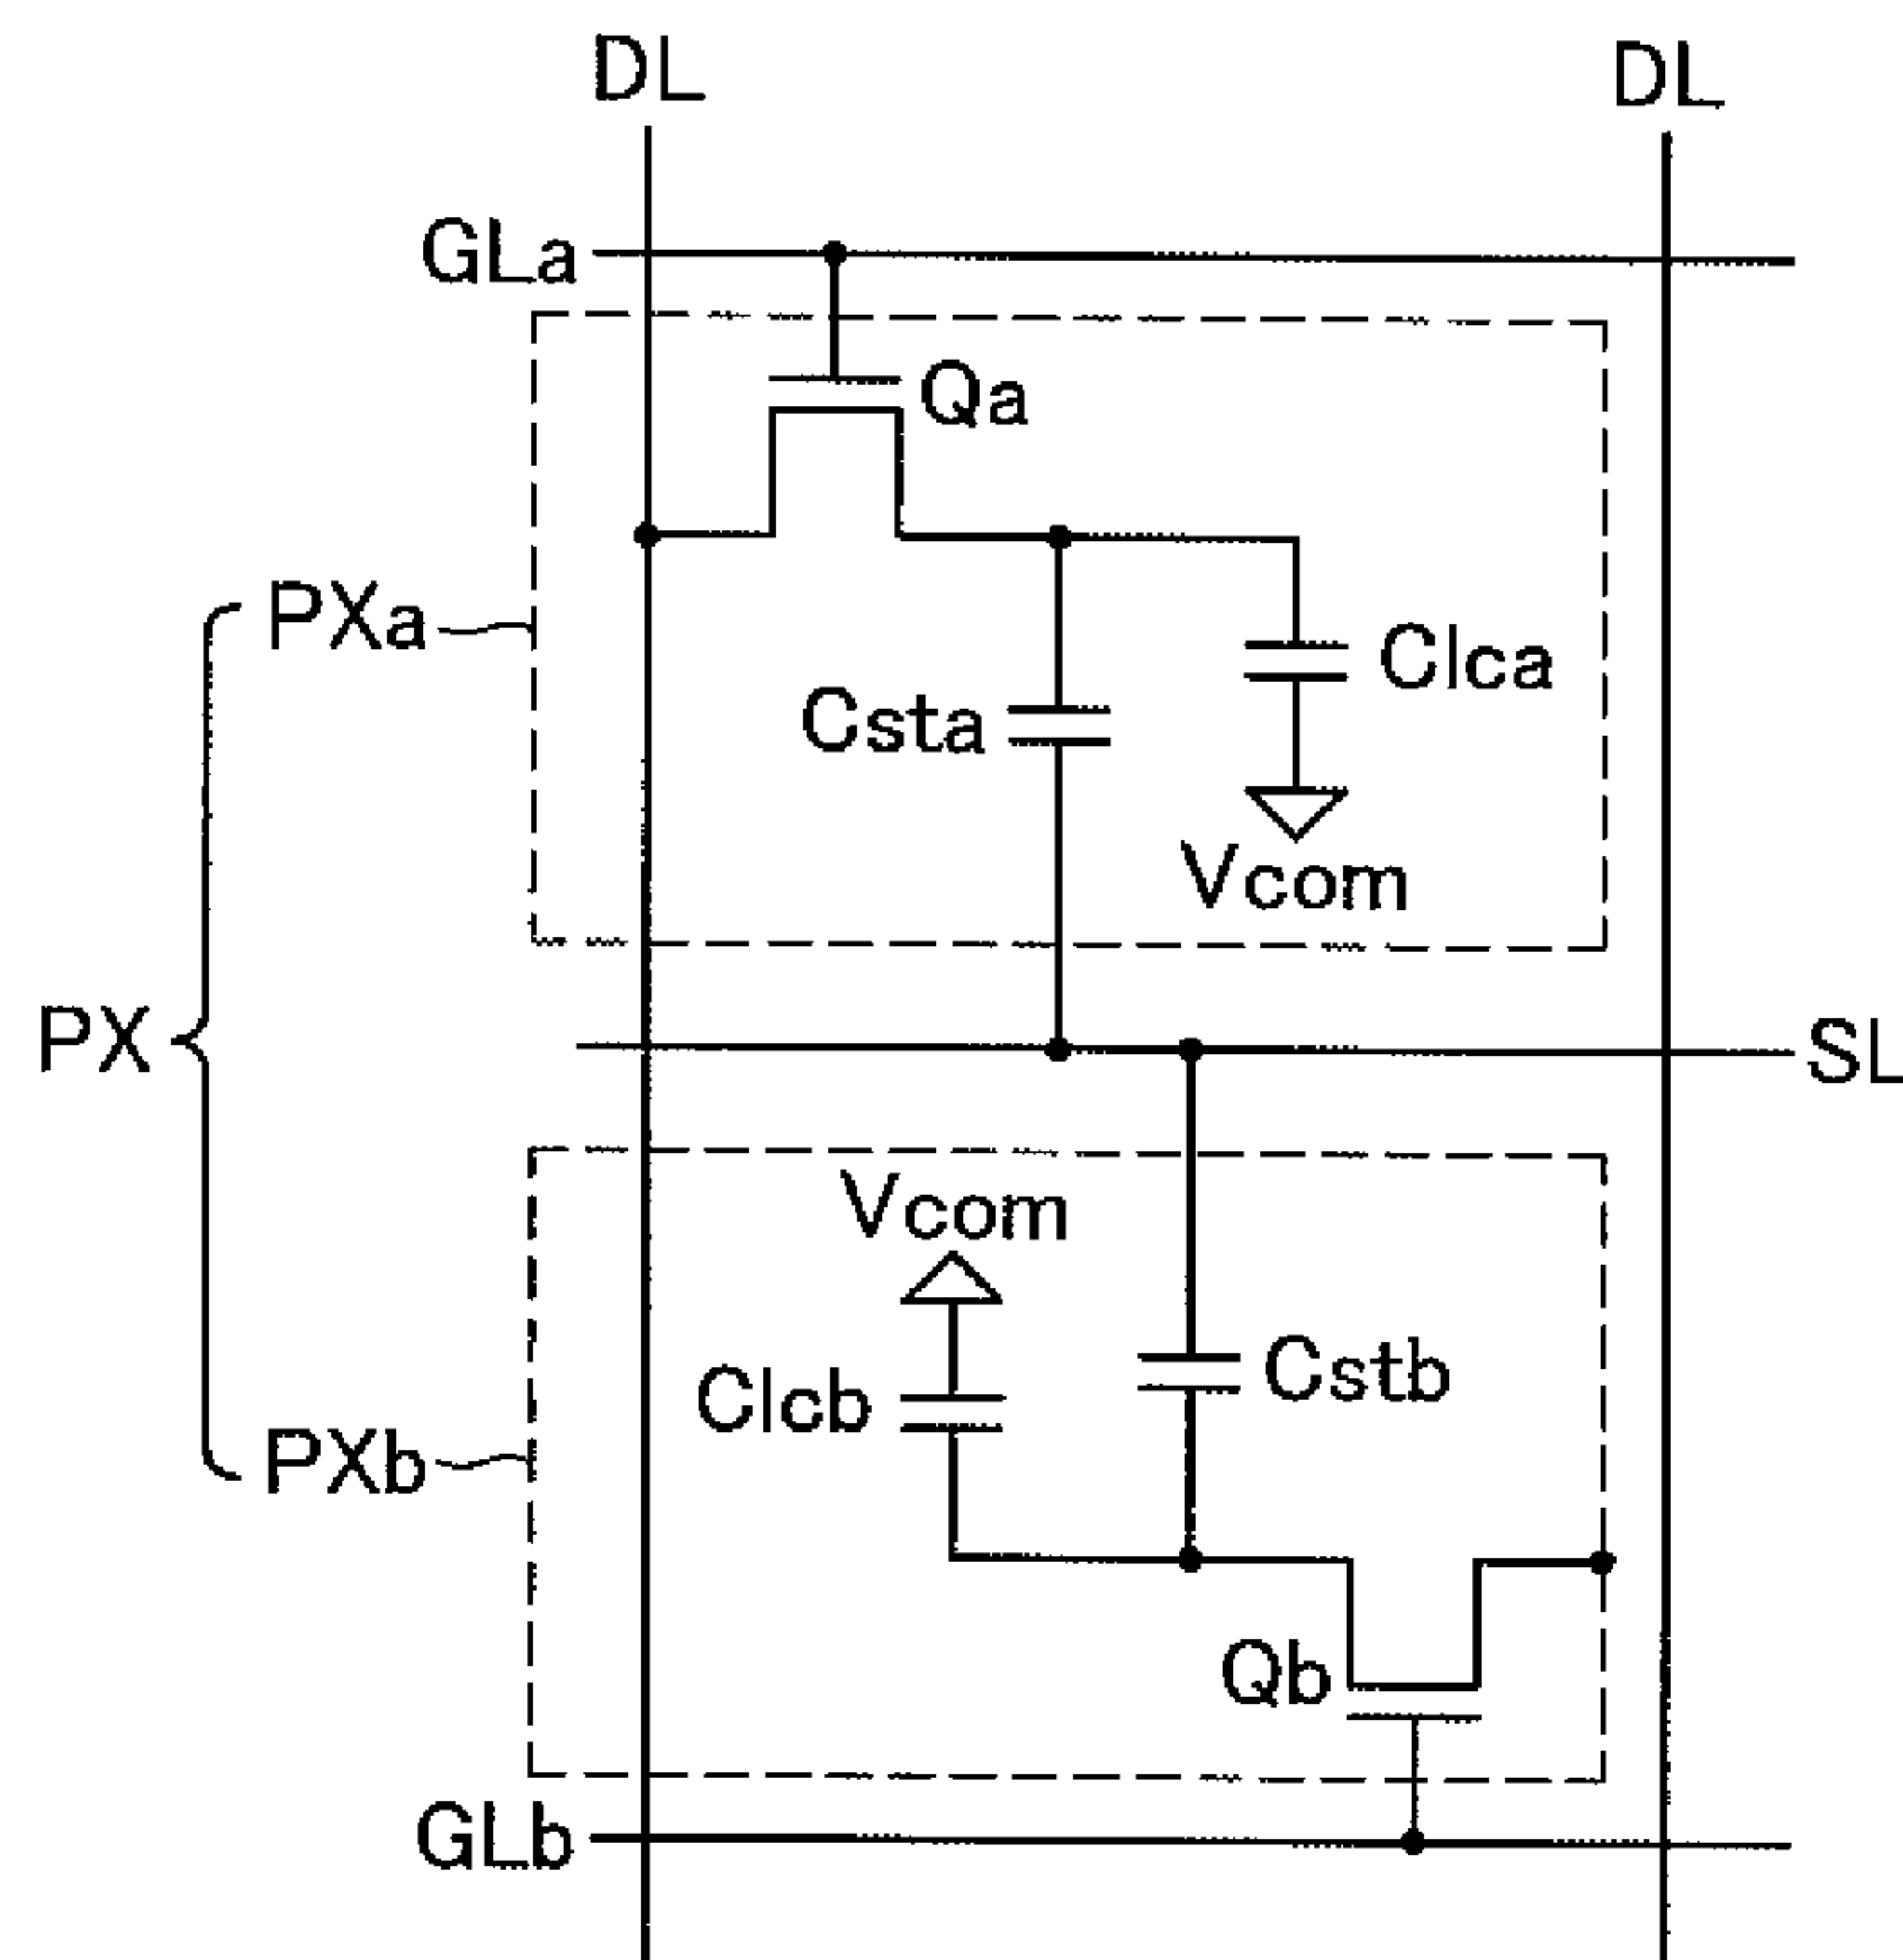 DL
DL
GLa
Qa
PXa
Clca
Csta
Vcom
PX
SL
Vcom
Cstb
Clcb
PXb
Qb
GLb